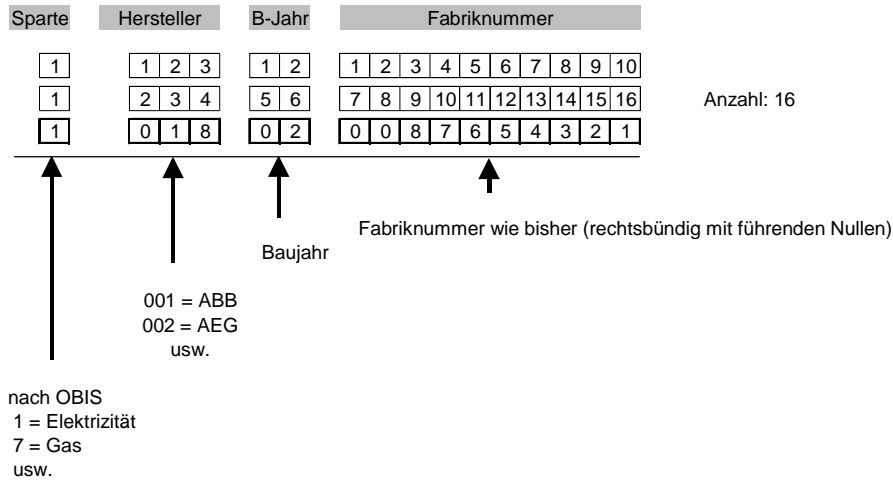 Sparte Hersteller B-Jahr Fabriknummer
1 1 2 3 1 2 1 2 3 4 5 6 7 8 9 10
1 2 3 4 5 6 7 8 9 10 11 12 13 14 15 16 Anzahl: 16
1 0 1 8 0 2 0 0 8 7 6 5 4 3 2 1
Fabriknummer wie bisher (rechtsbündig mit führenden Nullen)
Baujahr
001 = ABB
002 = AEG
usw.
nach OBIS
1 = Elektrizität
7 = Gas
usw.